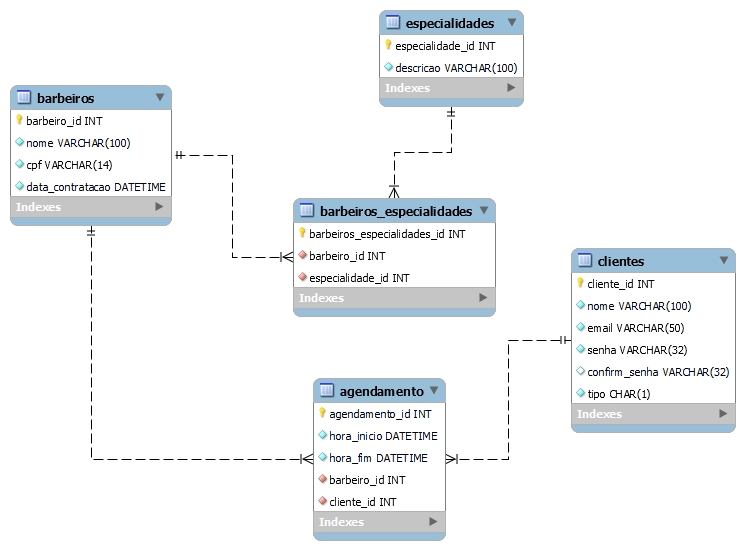 especialidades
especialidade_id INT
descricao VARCHAR(100)
Indexes
barbeiros
barbeiro_id INT
nome VARCHAR(100)
cpf VARCHAR(14)
data_contratacao DATETIME
Indexes
barbeiros_especialidades
barbeiros_especialidades_id INT
barbeiro_id INT
especialidade_id INT
Indexes
clientes
cliente_id INT
nome VARCHAR(100)
email VARCHAR(50)
senha VARCHAR(32)
confirm_senha VARCHAR(32)
tipo CHAR(1)
Indexes
agendamento
agendamento_id INT
hora_inicio DATETIME
hora_fim DATETIME
barbeiro_id INT
cliente_id INT
Indexes